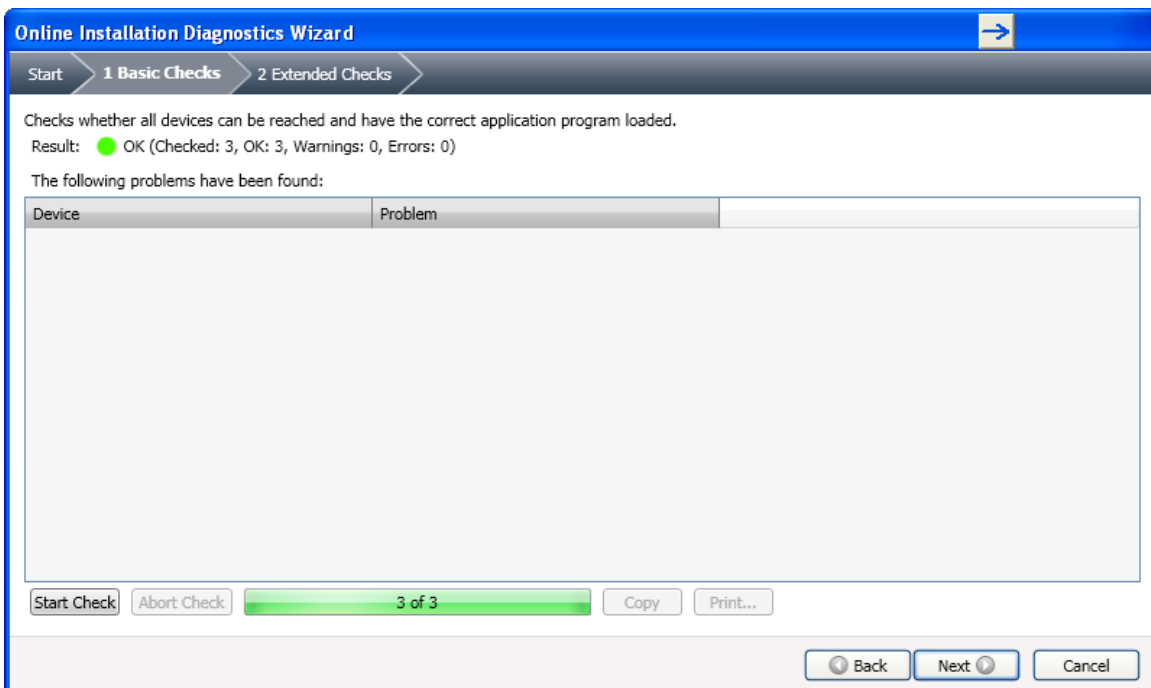 Online Installation Diagnostics Wizard
Start 1 Basic Checks 2 Extended Checks
Checks whether all devices can be reached and have the correct application program loaded.
Result: OK (Checked: 3, OK: 3, Warnings: 0, Errors: 0)
The following problems have been found:
Device Problem
Start Check Abort Check 3 of 3 Copy Print...
Back Next Cancel